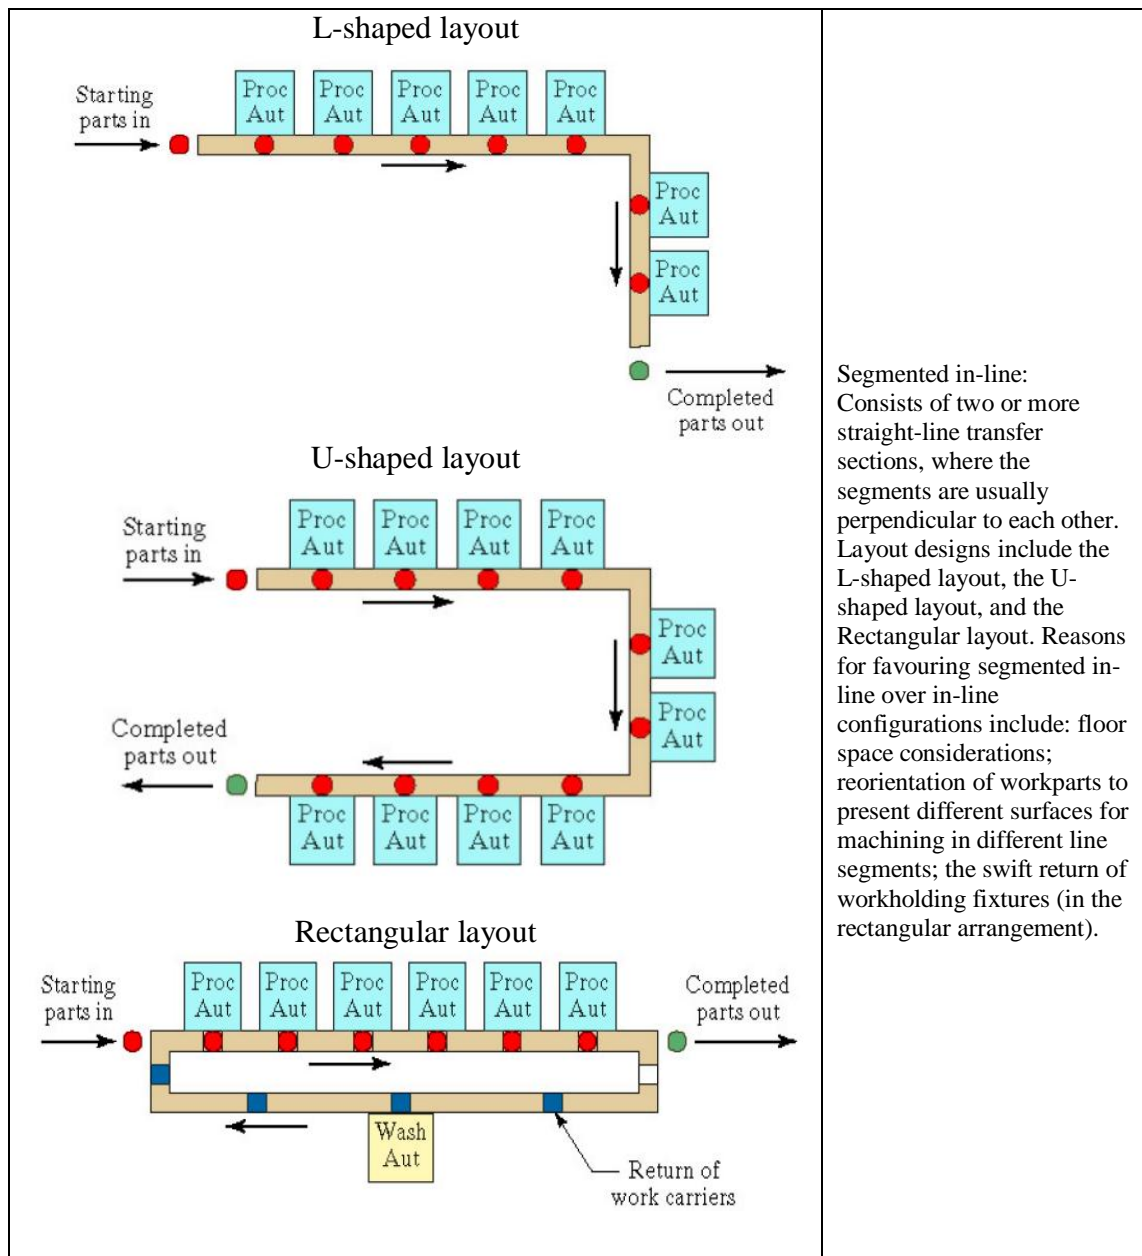 L-shaped layout
Starting
parts in
Proc
Aut
Proc
Aut
Proc
Aut
Proc
Aut
Proc
Aut
Proc
Aut
Proc
Aut
Completed
parts out
U-shaped layout
Starting
parts in
Proc
Aut
Proc
Aut
Proc
Aut
Proc
Aut
Proc
Aut
Proc
Aut
Completed
parts out
Proc
Aut
Proc
Aut
Proc
Aut
Proc
Aut
Rectangular layout
Starting
parts in
Proc
Aut
Proc
Aut
Proc
Aut
Proc
Aut
Proc
Aut
Proc
Aut
Completed
parts out
Wash
Aut
Return of
work carriers
Segmented in-line:
Consists of two or more
straight-line transfer
sections, where the
segments are usually
perpendicular to each other.
Layout designs include the
L-shaped layout, the U-
shaped layout, and the
Rectangular layout. Reasons
for favouring segmented in-
line over in-line
configurations include: floor
space considerations;
reorientation of workparts to
present different surfaces for
machining in different line
segments; the swift return of
workholding fixtures (in the
rectangular arrangement).